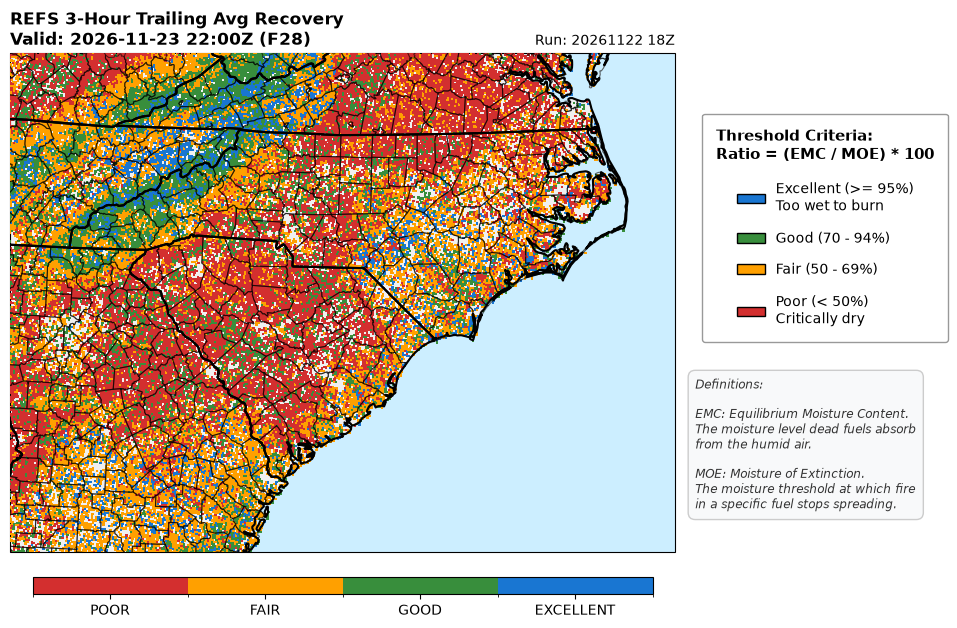 REFS 3-Hour Trailing Avg Recovery
Valid: 2026-11-23 22:00Z (F28)
Run: 20261122 18Z
Threshold Criteria:
Ratio = (EMC / MOE) * 100
Excellent (>= 95%)
Too wet to burn
Good (70 - 94%)
Fair (50 - 69%)
Poor (< 50%)
Critically dry
Definitions:
EMC: Equilibrium Moisture Content.
The moisture level dead fuels absorb
from the humid air.
MOE: Moisture of Extinction.
The moisture threshold at which fire
in a specific fuel stops spreading.
POOR
FAIR
GOOD
EXCELLENT